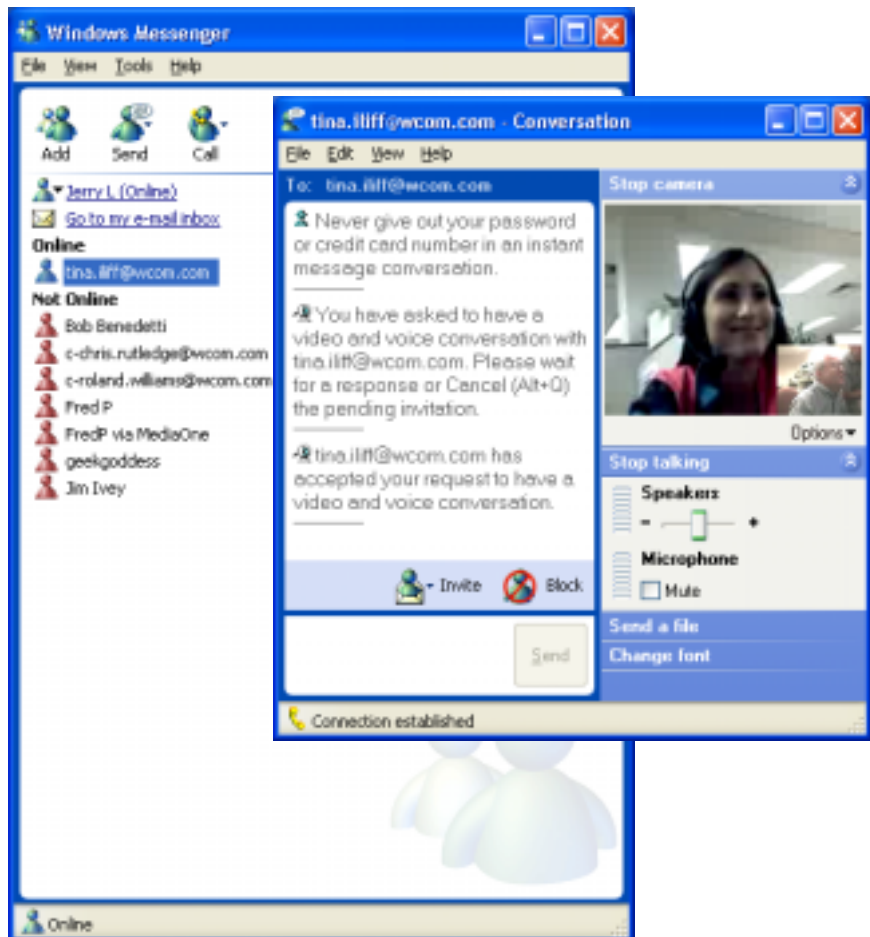 Windows Messenger
File View Tools Help
Add Send Call
Jerry L (Online)
Go to my e-mail inbox
Online
tina.iliff@wcom.com
Not Online
Bob Benedetti
c-chris.rutledge@wcom.com
c-roland.williams@wcom.com
Fred P
FredP via MediaOne
geekgoddess
Jim Ivey
Online
tina.iliff@wcom.com - Conversation
File Edit View Help
To: tina.iliff@wcom.com
Never give out your password
or credit card number in an instant
message conversation.
You have asked to have a
video and voice conversation with
tina.iliff@wcom.com. Please wait
for a response or Cancel (Alt+Q)
the pending invitation.
tina.iliff@wcom.com has
accepted your request to have a
video and voice conversation.
Invite Block
Send
Stop camera
Options
Stop talking
Speakers
- +
Microphone
Mute
Send a file
Change font
Connection established